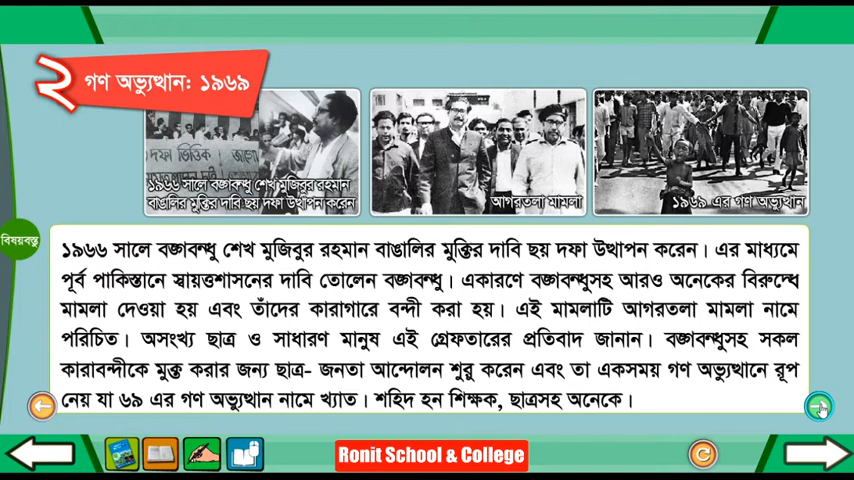 ২ গণ অভ্যুত্থান: ১৯৬৯
১৯৬৬ সালে বঙ্গবন্ধু শেখ মুজিবুর রহমান
বাঙালির মুক্তির দাবি ছয় দফা উত্থাপন করেন
আগরতলা মামলা
১৯৬৯ এর গণ অভ্যুত্থান
বিষয়বস্তু
১৯৬৬ সালে বঙ্গবন্ধু শেখ মুজিবুর রহমান বাঙালির মুক্তির দাবি ছয় দফা উত্থাপন করেন। এর মাধ্যমে
পূর্ব পাকিস্তানে স্বায়ত্তশাসনের দাবি তোলেন বঙ্গবন্ধু। একারণে বঙ্গবন্ধুসহ আরও অনেকের বিরুদ্ধে
মামলা দেওয়া হয় এবং তাঁদের কারাগারে বন্দী করা হয়। এই মামলাটি আগরতলা মামলা নামে
পরিচিত। অসংখ্য ছাত্র ও সাধারণ মানুষ এই গ্রেফতারের প্রতিবাদ জানান। বঙ্গবন্ধুসহ সকল
কারাবন্দীকে মুক্ত করার জন্য ছাত্র- জনতা আন্দোলন শুরু করেন এবং তা একসময় গণ অভ্যুত্থানে রূপ
নেয় যা ৬৯ এর গণ অভ্যুত্থান নামে খ্যাত। শহিদ হন শিক্ষক, ছাত্রসহ অনেকে।
Ronit School & College